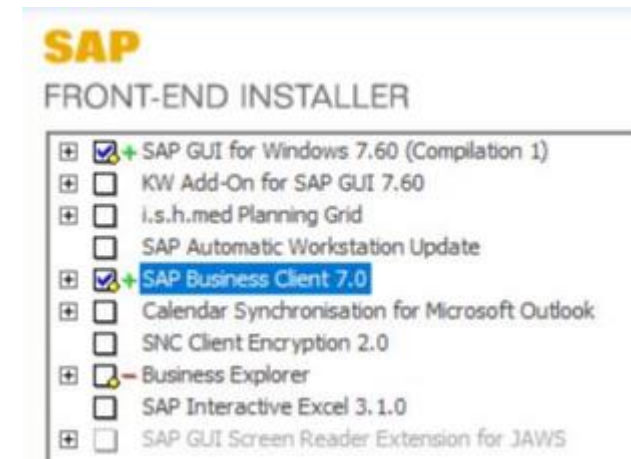 SAP
FRONT-END INSTALLER
SAP GUI for Windows 7.60 (Compilation 1)
KW Add-On for SAP GUI 7.60
i.s.h.med Planning Grid
SAP Automatic Workstation Update
SAP Business Client 7.0
Calendar Synchronisation for Microsoft Outlook
SNC Client Encryption 2.0
Business Explorer
SAP Interactive Excel 3.1.0
SAP GUI Screen Reader Extension for JAWS